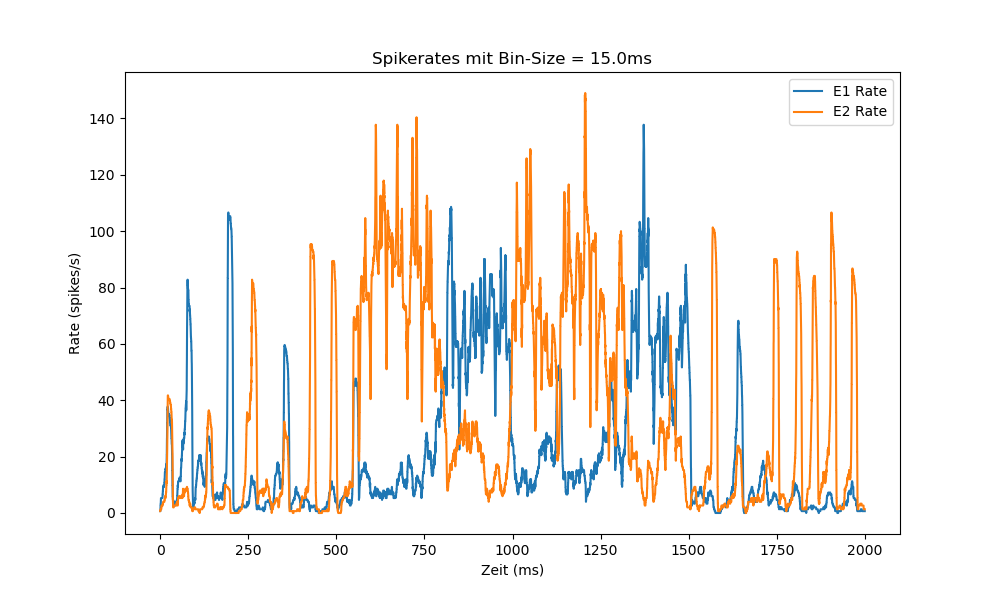 Spikerates mit Bin-Size = 15.0ms
E1 Rate
E2 Rate
140
120
100
80
60
40
20
0
Rate (spikes/s)
0 250 500 750 1000 1250 1500 1750 2000
Zeit (ms)